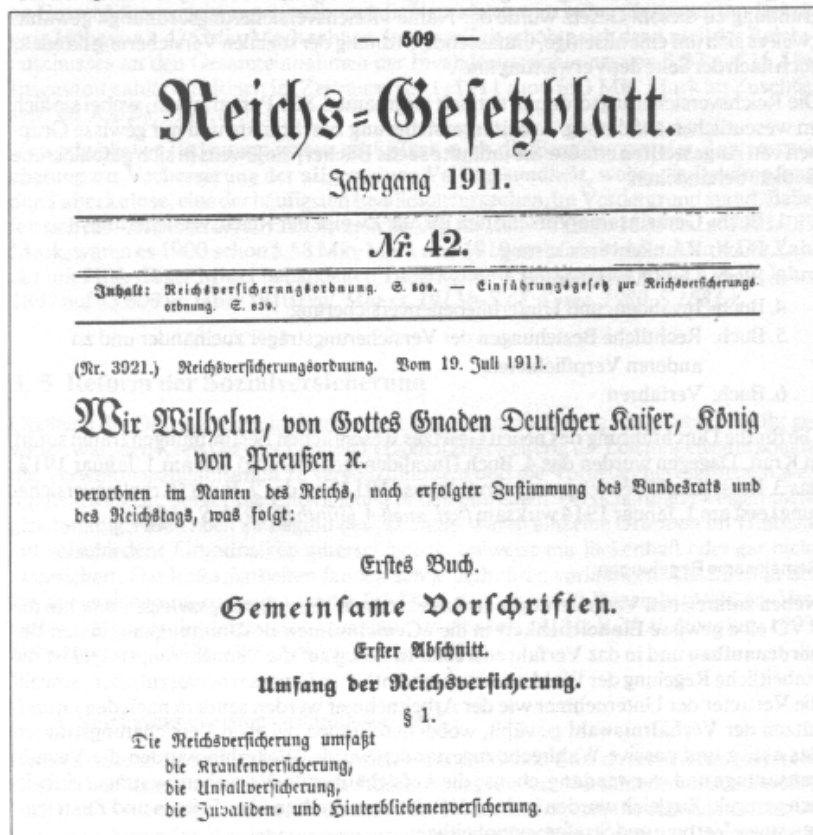 — 509 —
Reichs-Gesetzblatt.
Jahrgang 1911.
Nr. 42.
Inhalt: Reichsversicherungsordnung. S. 509. — Einführungsgesetz zur Reichsversicherungs-
ordnung. S. 839.
(Nr. 3921.) Reichsversicherungsordnung. Vom 19. Juli 1911.
Wir Wilhelm, von Gottes Gnaden Deutscher Kaiser, König
von Preußen ꝛc.
verordnen im Namen des Reichs, nach erfolgter Zustimmung des Bundesrats und
des Reichstags, was folgt:
Erstes Buch.
Gemeinsame Vorschriften.
Erster Abschnitt.
Umfang der Reichsversicherung.
§ 1.
Die Reichsversicherung umfaßt
die Krankenversicherung,
die Unfallversicherung,
die Invaliden- und Hinterbliebenenversicherung.